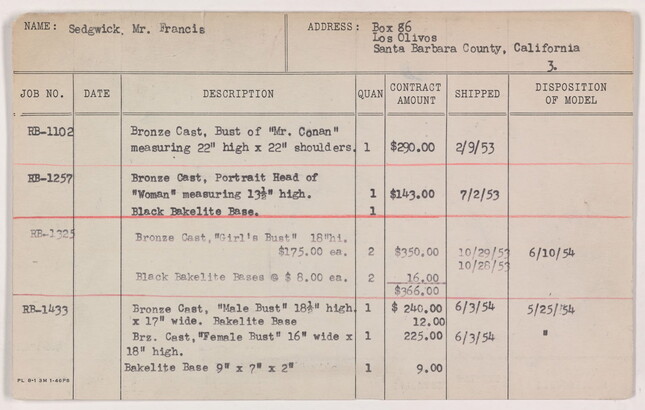 NAME: Sedgwick, Mr. Francis
ADDRESS: Box 86
Los Olivos
Santa Barbara County, California
3.
JOB NO. DATE DESCRIPTION QUAN CONTRACT AMOUNT SHIPPED DISPOSITION OF MODEL
RB-1102 Bronze Cast, Bust of "Mr. Conan"
measuring 22" high x 22" shoulders. 1 $290.00 2/9/53
RB-1257 Bronze Cast, Portrait Head of
"Woman" measuring 13½" high. 1 $143.00 7/2/53
Black Bakelite Base. 1
RB-1325 Bronze Cast,"Girl's Bust" 18"hi.
$175.00 ea. 2 $350.00 10/29/53 6/10/54
10/28/53
Black Bakelite Bases @ $ 8.00 ea. 2 16.00
$366.00
RB-1433 Bronze Cast, "Male Bust" 18½" high 1 $ 240.00 6/3/54 5/25/54
x 17" wide. Bakelite Base 12.00
Brz. Cast,"Female Bust" 16" wide x 1 225.00 6/3/54 "
18" high.
Bakelite Base 9" x 7" x 2" 1 9.00